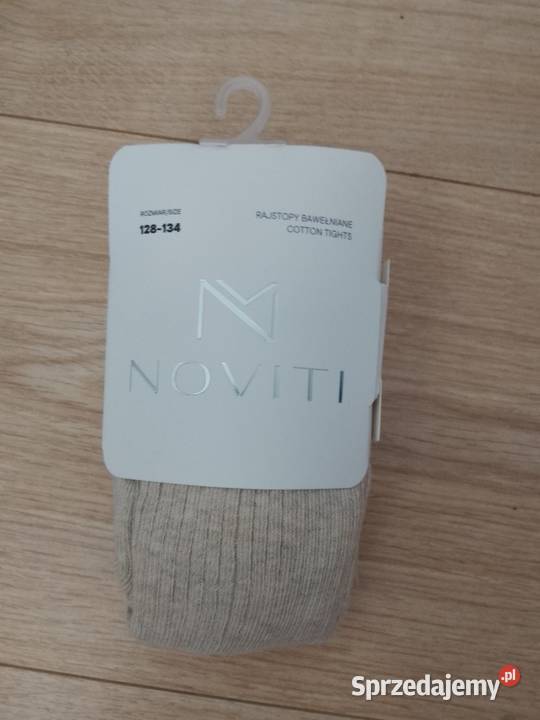 ROZMIAR/SIZE
128-134
RAJSTOPY BAWEŁNIANE
COTTON TIGHTS
NOVITI
Sprzedajemy.pl